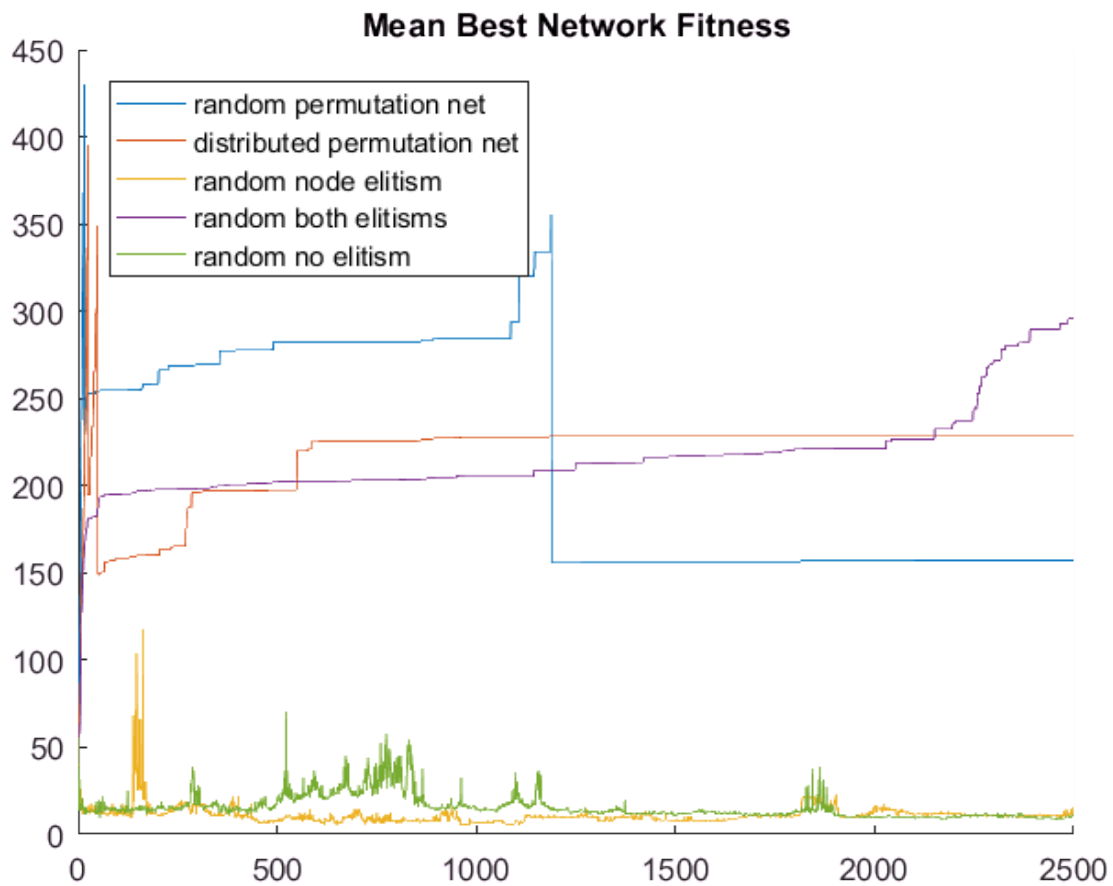 Mean Best Network Fitness
450
400
350
300
250
200
150
100
50
0
random permutation net
distributed permutation net
random node elitism
random both elitisms
random no elitism
0 500 1000 1500 2000 2500